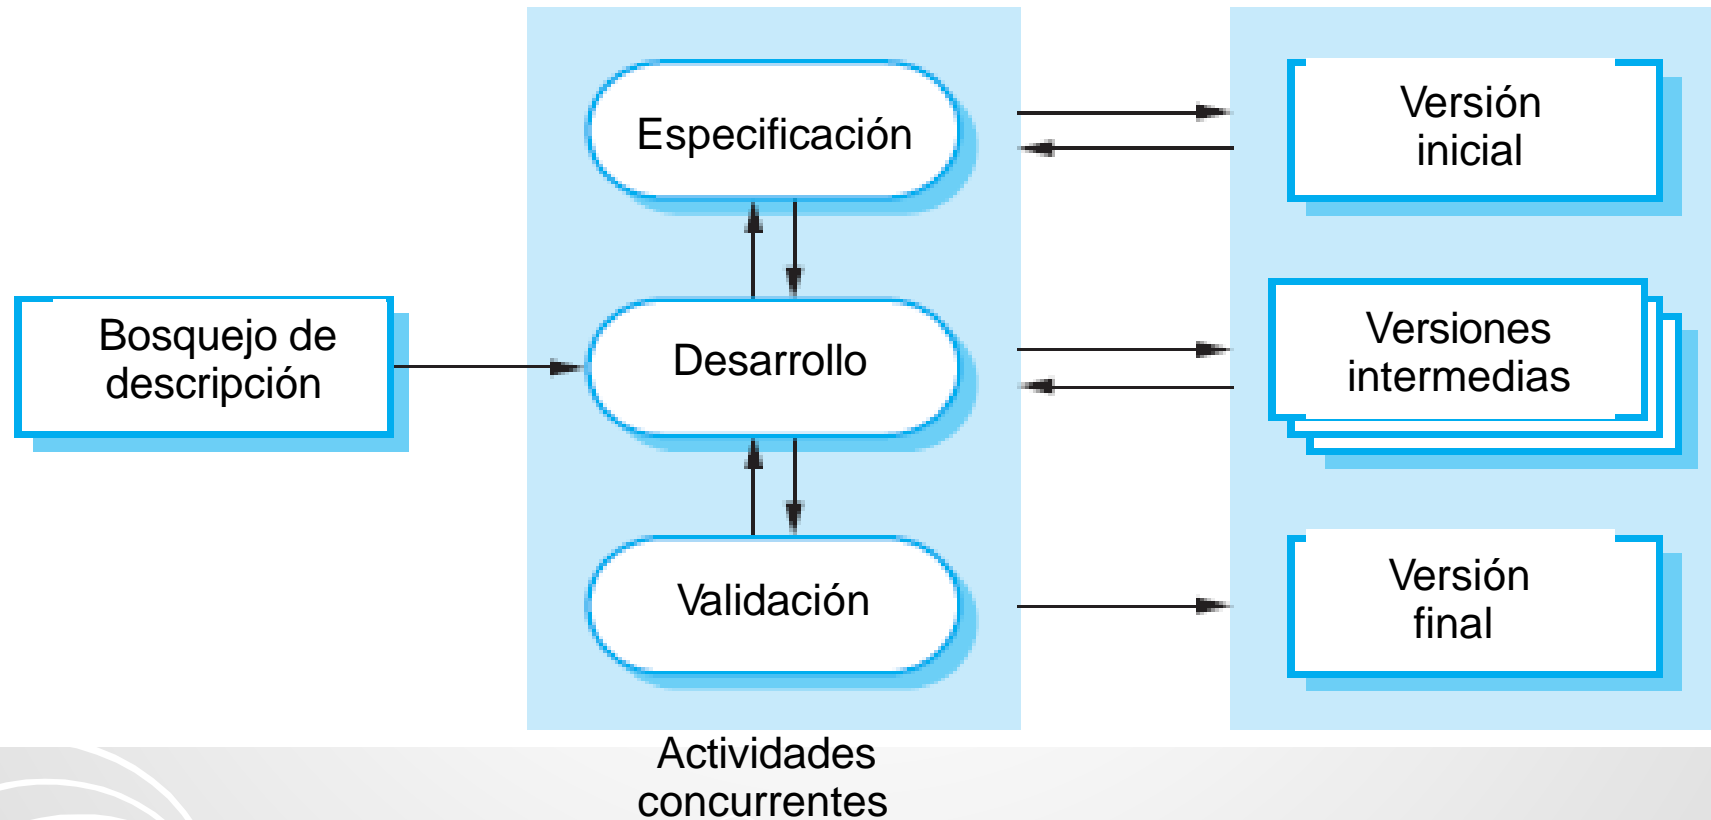 Especificación
Versión
inicial
Bosquejo de
descripción
Desarrollo
Versiones
intermedias
Validación
Versión
final
Actividades
concurrentes